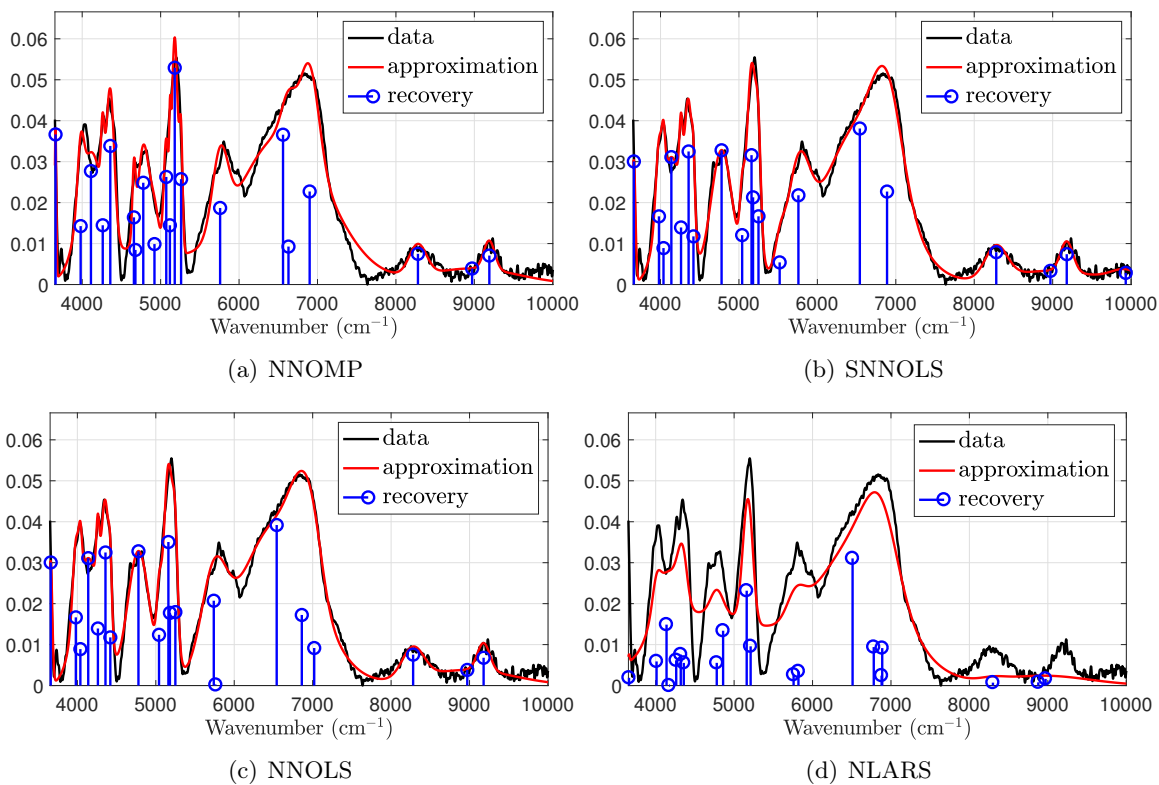 0.06
0.05
0.04
0.03
0.02
0.01
0
4000 5000 6000 7000 8000 9000 10000
Wavenumber (cm⁻¹)
data
approximation
recovery
(a) NNOMP
0.06
0.05
0.04
0.03
0.02
0.01
0
4000 5000 6000 7000 8000 9000 10000
Wavenumber (cm⁻¹)
data
approximation
recovery
(b) SNNOLS
0.06
0.05
0.04
0.03
0.02
0.01
0
4000 5000 6000 7000 8000 9000 10000
Wavenumber (cm⁻¹)
data
approximation
recovery
(c) NNOLS
0.06
0.05
0.04
0.03
0.02
0.01
0
4000 5000 6000 7000 8000 9000 10000
Wavenumber (cm⁻¹)
data
approximation
recovery
(d) NLARS